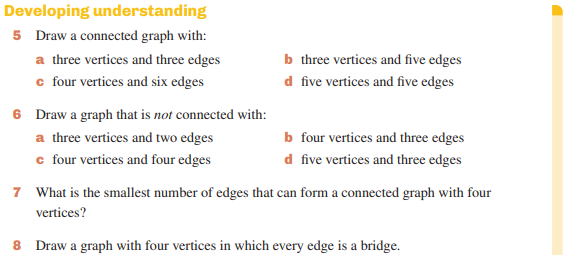 Developing understanding
5 Draw a connected graph with:
a three vertices and three edges b three vertices and five edges
c four vertices and six edges d five vertices and five edges
6 Draw a graph that is not connected with:
a three vertices and two edges b four vertices and three edges
c four vertices and four edges d five vertices and three edges
7 What is the smallest number of edges that can form a connected graph with four
vertices?
8 Draw a graph with four vertices in which every edge is a bridge.